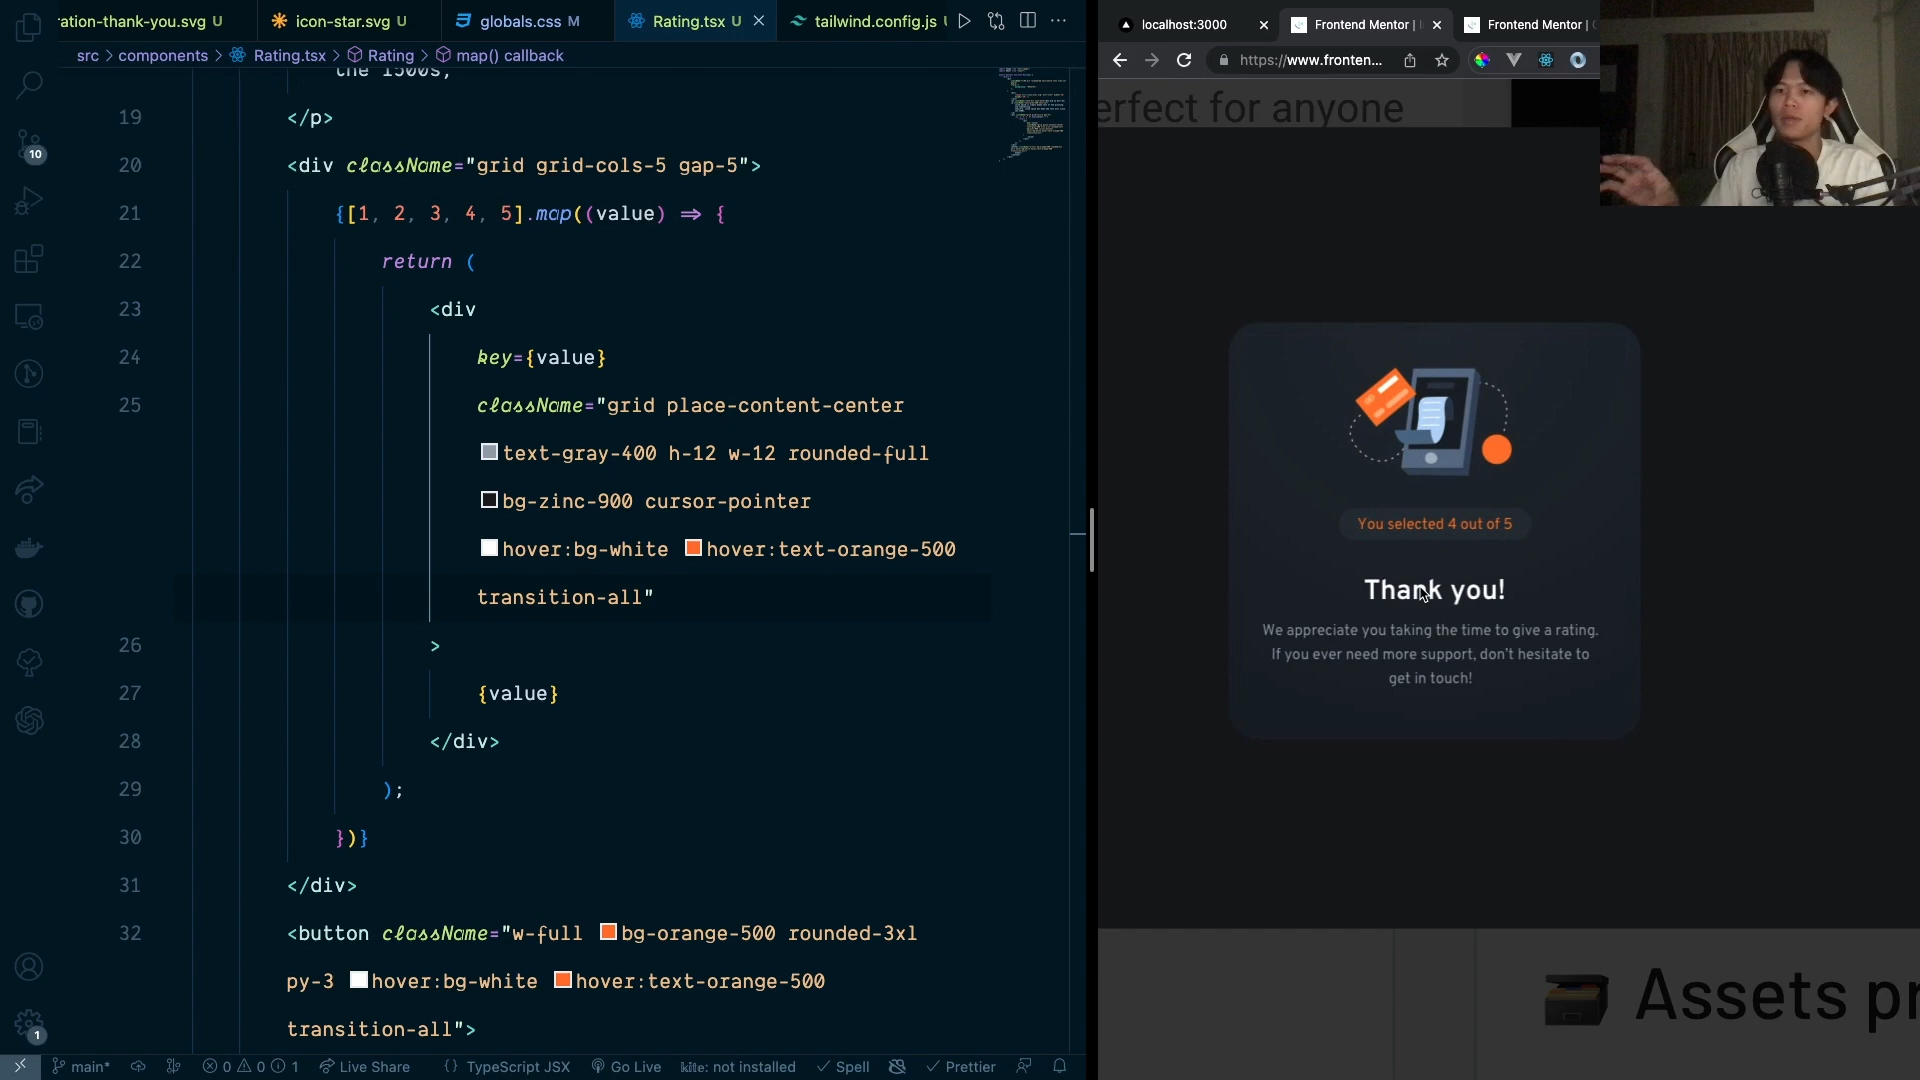 ration-thank-you.svg U
icon-star.svg U
globals.css M
Rating.tsx U
tailwind.config.js
src > components > Rating.tsx > Rating > map() callback
the 1500s,
19 </p>
20 <div className="grid grid-cols-5 gap-5">
21 {[1, 2, 3, 4, 5].map((value) ⇒ {
22 return (
23 <div
24 key={value}
25 className="grid place-content-center
text-gray-400 h-12 w-12 rounded-full
bg-zinc-900 cursor-pointer
hover:bg-white hover:text-orange-500
transition-all"
26 >
27 {value}
28 </div>
29 );
30 })}
31 </div>
32 <button className="w-full bg-orange-500 rounded-3xl
py-3 hover:bg-white hover:text-orange-500
transition-all">
10
1
main*
0 0 1
Live Share
{} TypeScript JSX
Go Live
kite: not installed
Spell
Prettier
localhost:3000
Frontend Mentor |
Frontend Mentor |
https://www.fronten...
erfect for anyone
You selected 4 out of 5
Thank you!
We appreciate you taking the time to give a rating.
If you ever need more support, don't hesitate to
get in touch!
Assets pr